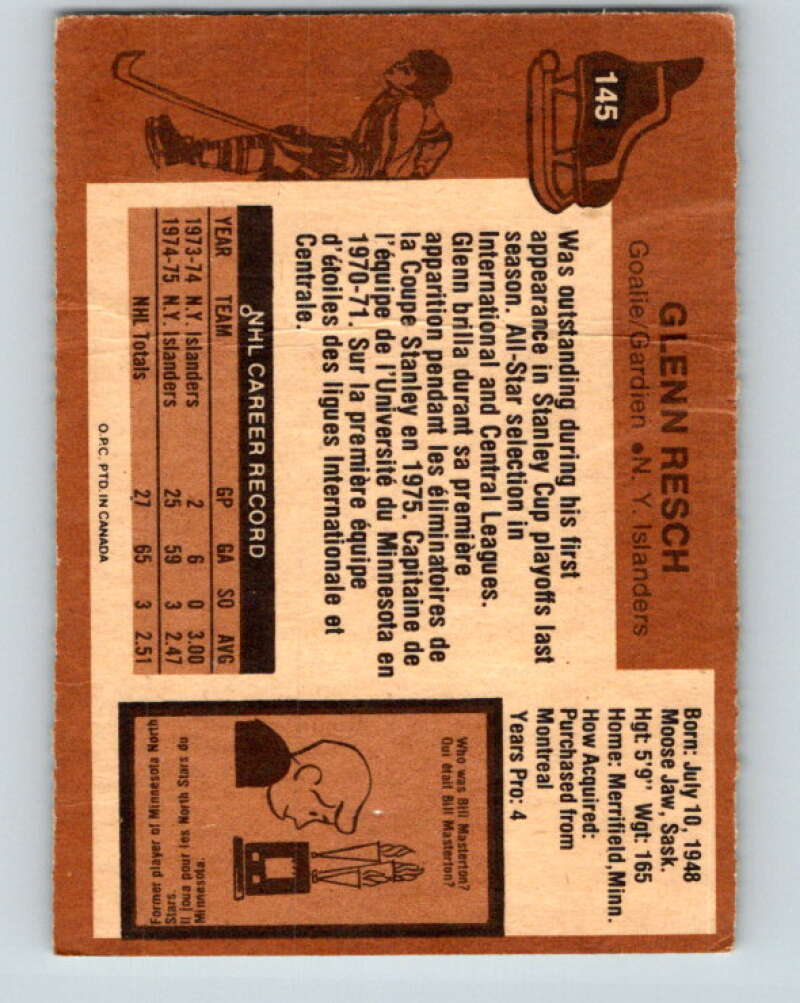 145
GLENN RESCH
Goalie/Gardien • N. Y. Islanders
Was outstanding during his first
appearance in Stanley Cup playoffs last
season. All-Star selection in
International and Central Leagues.
Glenn brilla durant sa première
apparition pendant les éliminatoires de
la Coupe Stanley en 1975. Capitaine de
l'équipe de l'Université du Minnesota en
1970-71. Sur la première équipe
d'étoiles des ligues Internationale et
Centrale.
NHL CAREER RECORD
YEAR TEAM GP GA SO AVG
1973-74 N.Y. Islanders 2 6 0 3.00
1974-75 N.Y. Islanders 25 59 3 2.47
NHL Totals 27 65 3 2.51
O.P.C. PTD. IN CANADA
Born: July 10, 1948
Moose Jaw, Sask.
Hgt: 5'9" Wgt: 165
Home: Merrifield, Minn.
How Acquired:
Purchased from
Montreal
Years Pro: 4
Who was Bill Masterton?
Qui était Bill Masterton?
Former player of Minnesota North
Stars.
Il joua pour les North Stars du
Minnesota.